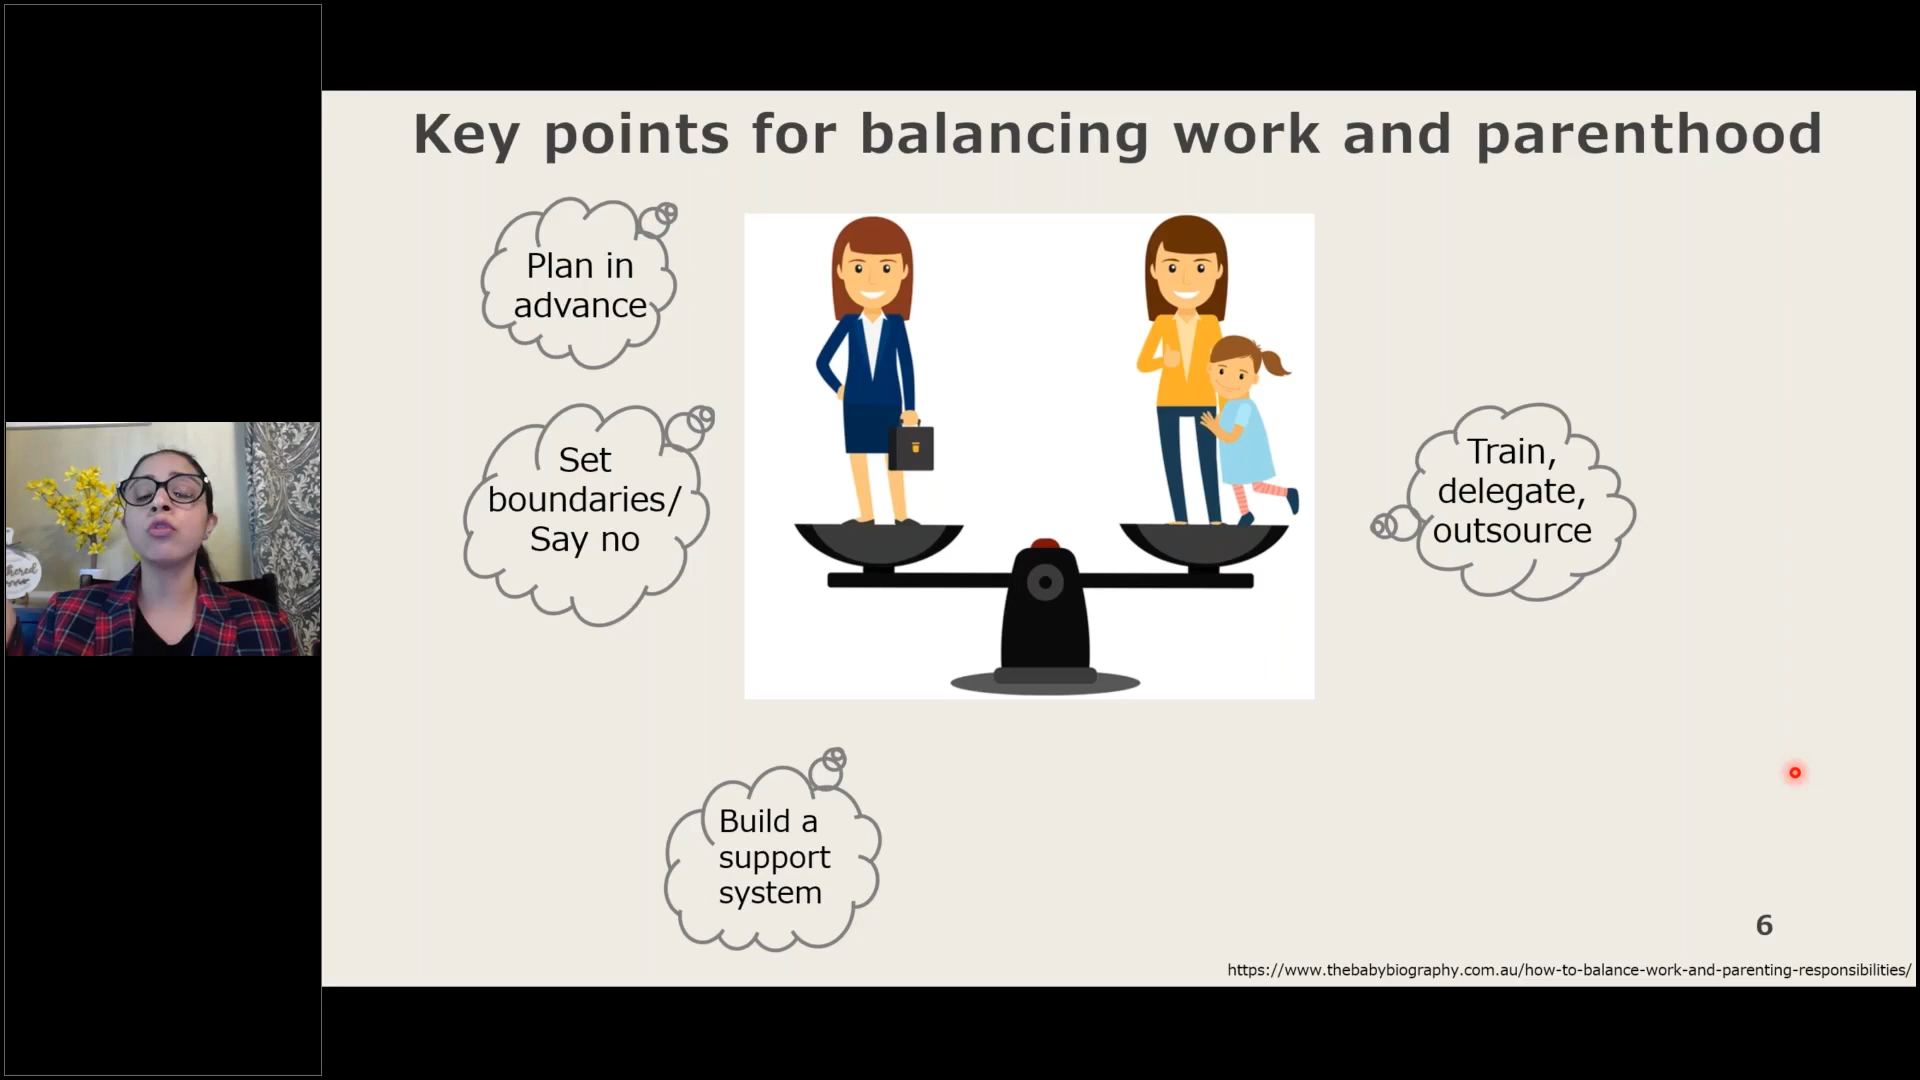 Key points for balancing work and parenthood
Plan in
advance
Set
boundaries/
Say no
Train,
delegate,
outsource
Build a
support
system
6
https://www.thebabybiography.com.au/how-to-balance-work-and-parenting-responsibilities/